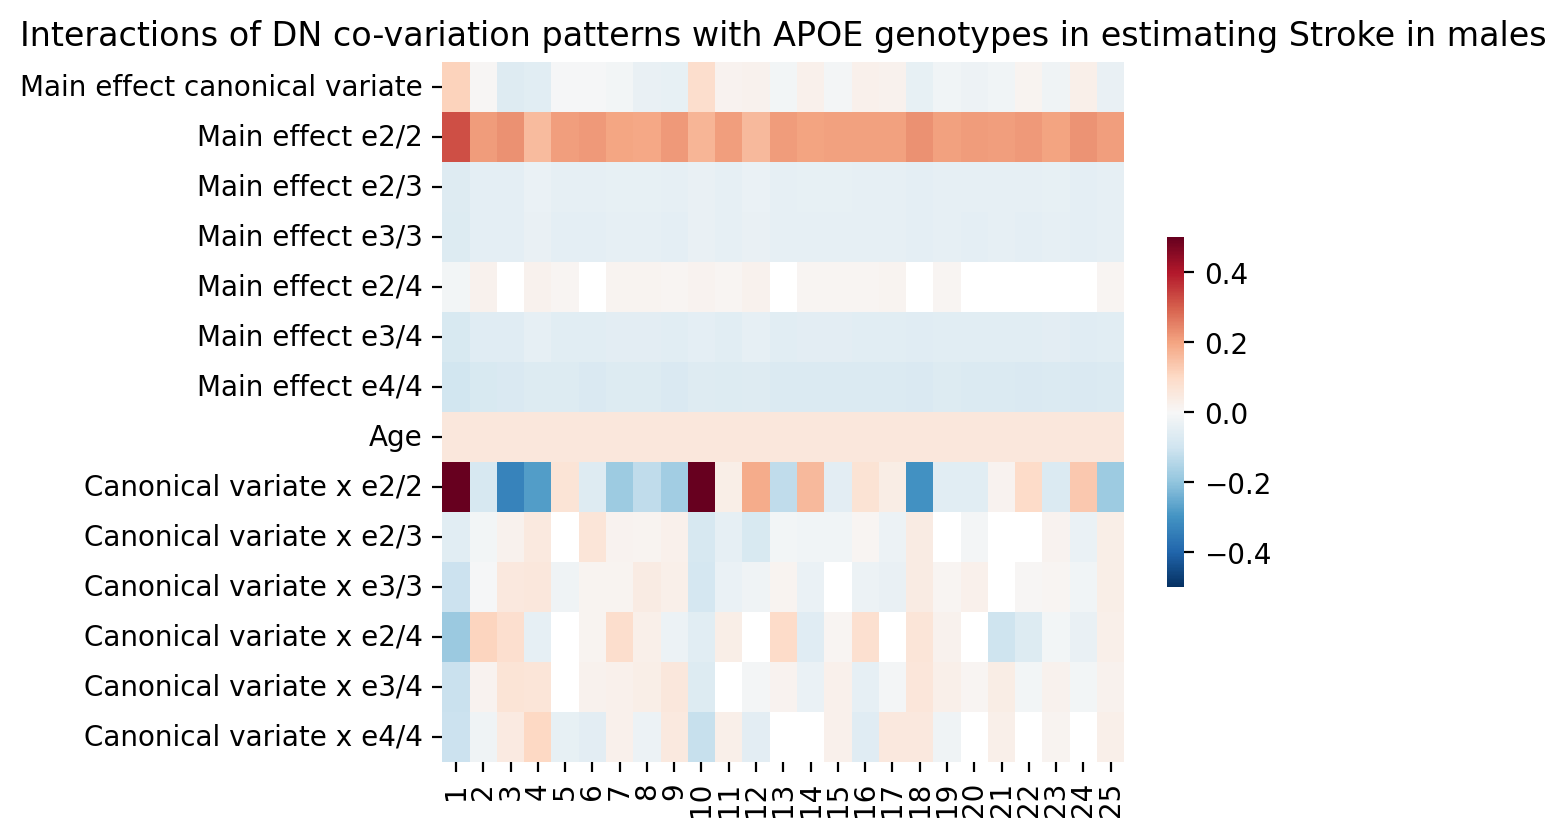 Interactions of DN co-variation patterns with APOE genotypes in estimating Stroke in males
Main effect canonical variate
Main effect e2/2
Main effect e2/3
Main effect e3/3
Main effect e2/4
Main effect e3/4
Main effect e4/4
Age
Canonical variate x e2/2
Canonical variate x e2/3
Canonical variate x e3/3
Canonical variate x e2/4
Canonical variate x e3/4
Canonical variate x e4/4
1 2 3 4 5 6 7 8 9 10 11 12 13 14 15 16 17 18 19 20 21 22 23 24 25
0.4
0.2
0.0
−0.2
−0.4